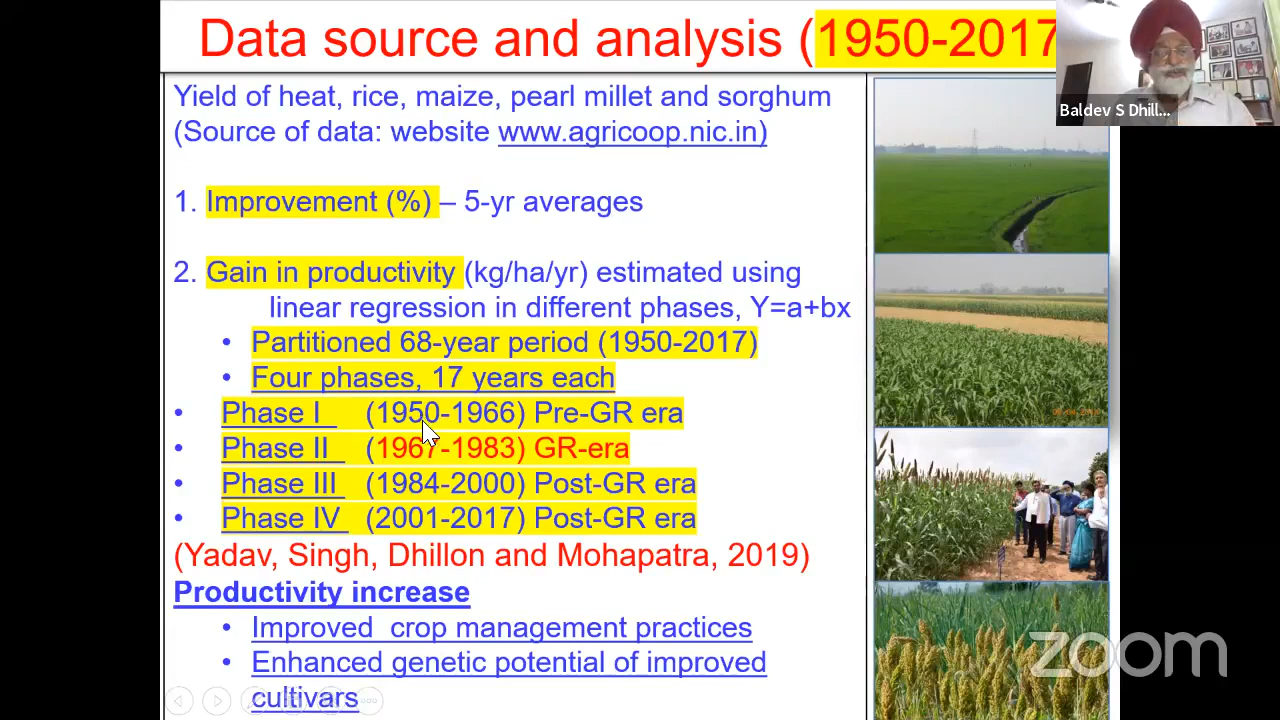 Data source and analysis (1950-2017
Baldev S Dhill...
Yield of heat, rice, maize, pearl millet and sorghum
(Source of data: website www.agricoop.nic.in)
1. Improvement (%) – 5-yr averages
2. Gain in productivity (kg/ha/yr) estimated using
linear regression in different phases, Y=a+bx
• Partitioned 68-year period (1950-2017)
• Four phases, 17 years each
• Phase I (1950-1966) Pre-GR era
• Phase II (1967-1983) GR-era
• Phase III (1984-2000) Post-GR era
• Phase IV (2001-2017) Post-GR era
(Yadav, Singh, Dhillon and Mohapatra, 2019)
Productivity increase
• Improved crop management practices
• Enhanced genetic potential of improved
cultivars
zoom